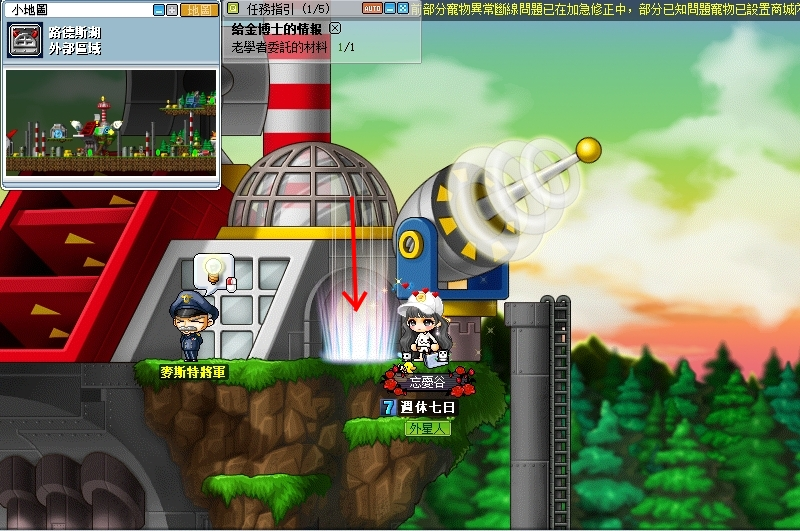 小地圖
地圖
路德斯湖
外部區域
任務指引 (1/5)
AUTO
給金博士的情報
老學者委託的材料 1/1
前部分寵物異常斷線問題已在加急修正中，部分已知問題寵物已設置商城內
麥斯特將軍
忘憂谷
7 週休七日
外星人